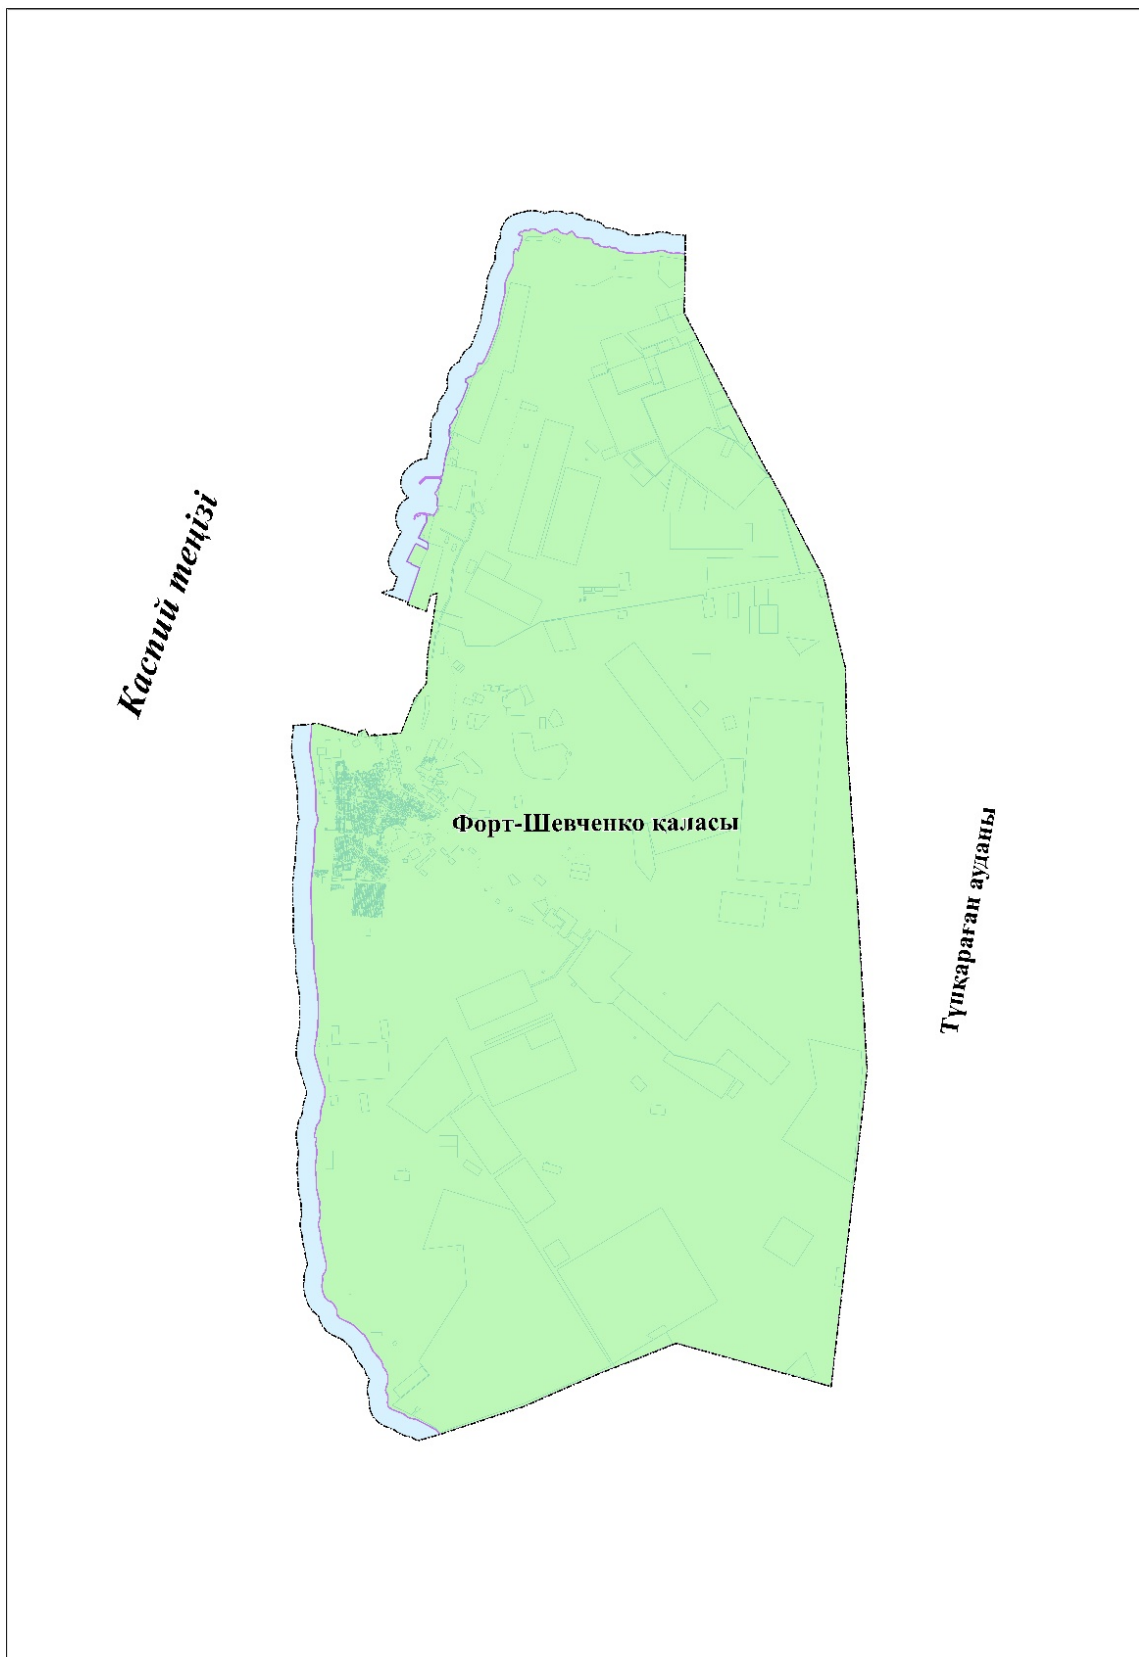 Каспий теңізі
Форт-Шевченко қаласы
Түпқараған ауданы